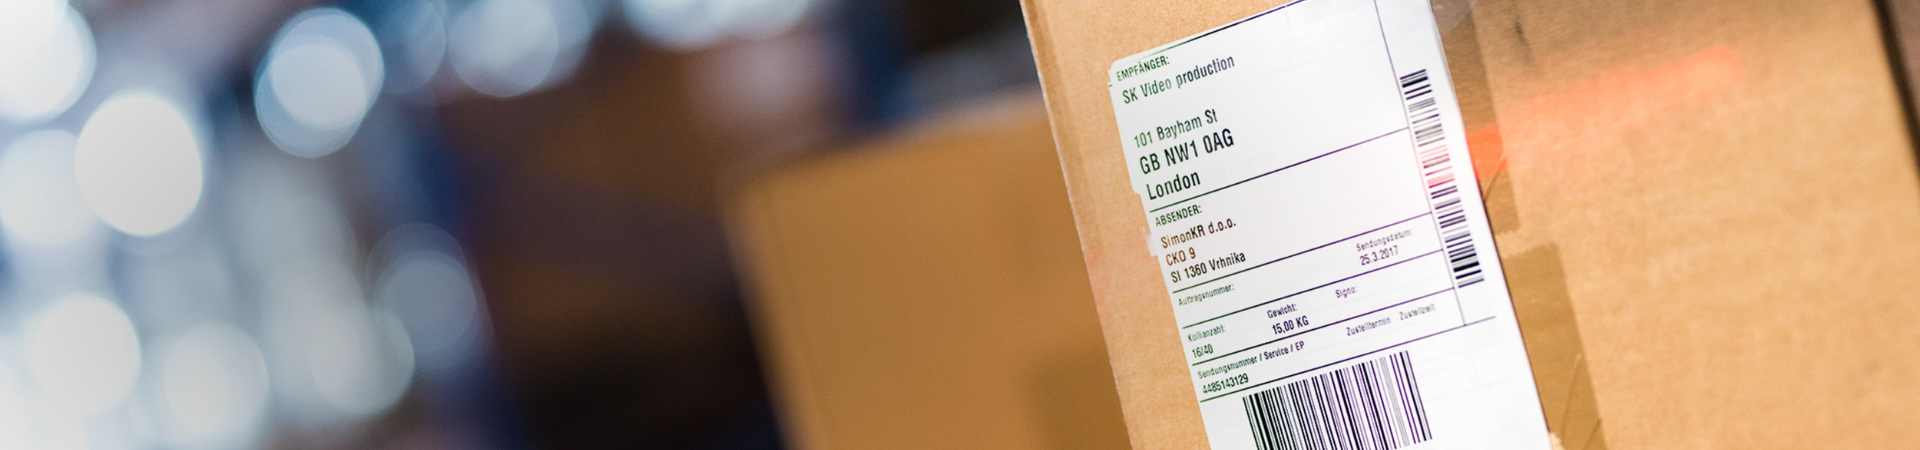 EMPFÄNGER:
SK Video production
101 Bayham St
GB NW1 0AG
London
ABSENDER:
SimonKR d.o.o.
CKO 9
SI 1360 Vrhnika
Sendungsdatum:
25.3.2017
Auftragsnummer:
Kollianzahl:
16/40
Gewicht:
15,00 KG
Signo:
Zustelltermin Zustellzeit:
Sendungsnummer / Service / EP
4485143129